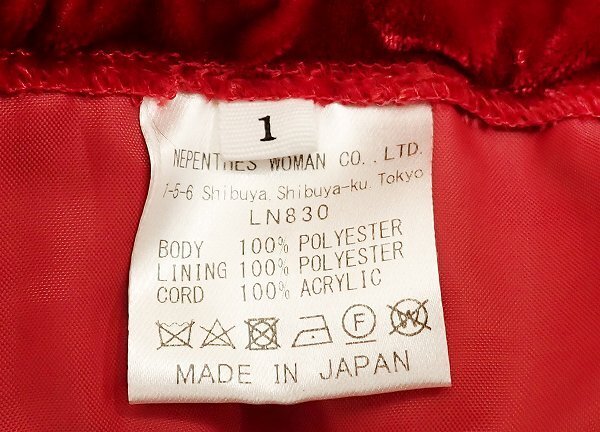 1
NEPENTHES WOMAN CO., LTD.
1-5-6 Shibuya, Shibuya-ku, Tokyo
LN830
BODY 100% POLYESTER
LINING 100% POLYESTER
CORD 100% ACRYLIC
F W
MADE IN JAPAN